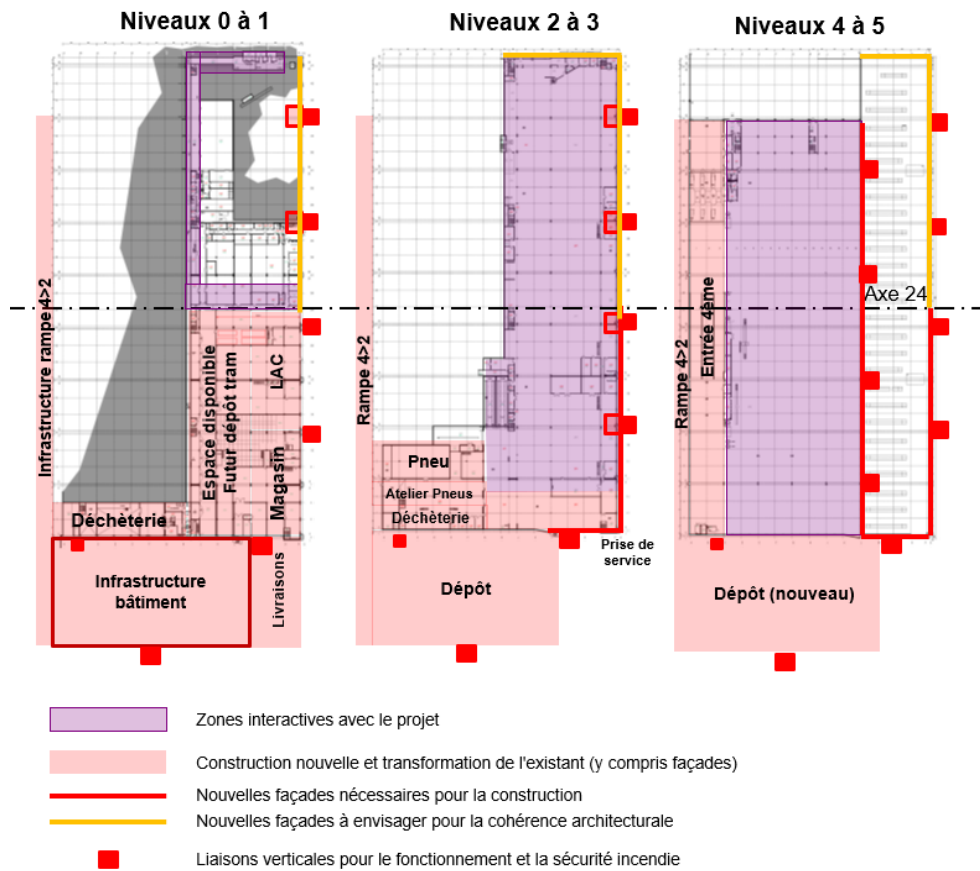 Niveaux 0 à 1
Niveaux 2 à 3
Niveaux 4 à 5
Infrastructure rampe 4>2
Espace disponible
Futur dépôt tram
LAC
Magasin
Déchèterie
Infrastructure
bâtiment
Livraisons
Rampe 4>2
Pneu
Atelier Pneus
Déchèterie
Prise de
service
Dépôt
Rampe 4>2
Entrée 4ème
Axe 24
Dépôt (nouveau)
Zones interactives avec le projet
Construction nouvelle et transformation de l'existant (y compris façades)
Nouvelles façades nécessaires pour la construction
Nouvelles façades à envisager pour la cohérence architecturale
Liaisons verticales pour le fonctionnement et la sécurité incendie